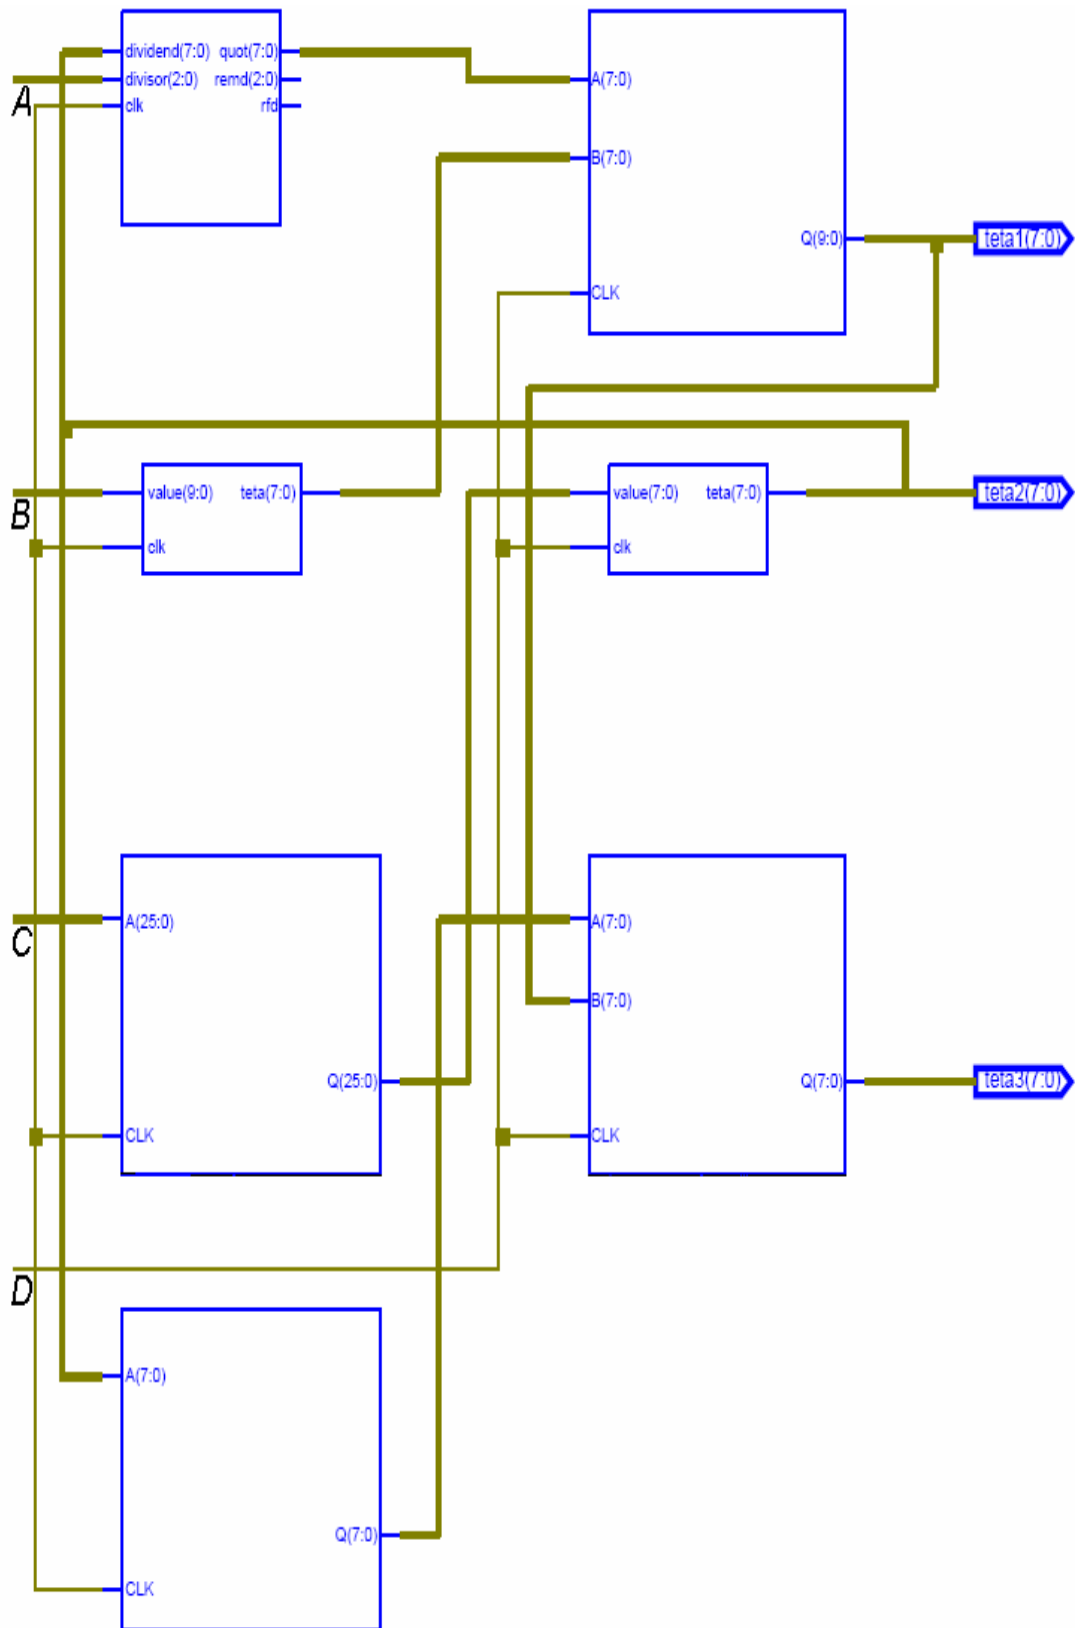 dividend(7:0) quot(7:0)
divisor(2:0) remd(2:0)
A
clk rfd
A(7:0)
B(7:0)
Q(9:0)
CLK
teta1(7:0)
B
value(9:0) teta(7:0)
clk
value(7:0) teta(7:0)
clk
teta2(7:0)
C
A(25:0)
Q(25:0)
CLK
A(7:0)
B(7:0)
Q(7:0)
CLK
teta3(7:0)
D
A(7:0)
Q(7:0)
CLK